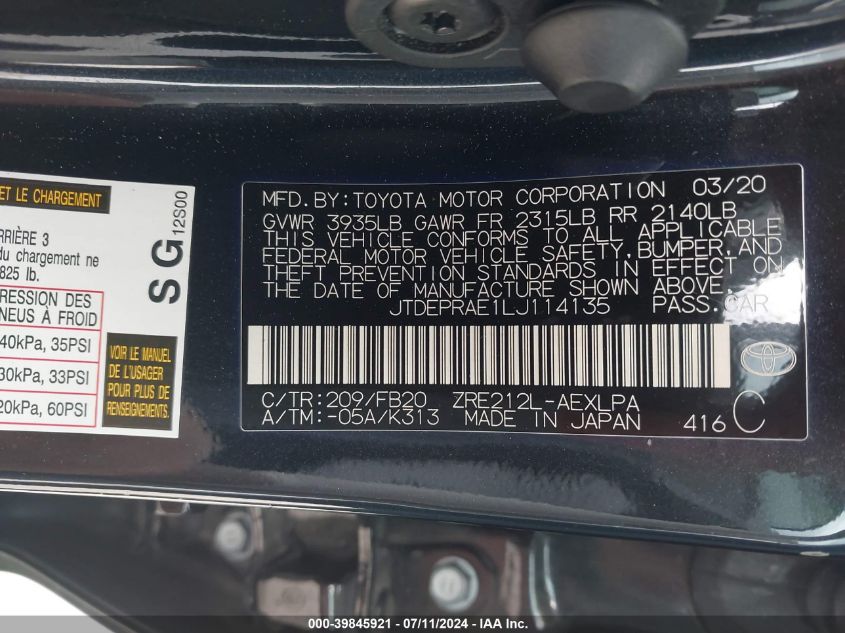 MFD. BY: TOYOTA MOTOR CORPORATION 03/20
GVWR 3935LB GAWR FR 2315LB RR 2140LB
THIS VEHICLE CONFORMS TO ALL APPLICABLE
FEDERAL MOTOR VEHICLE SAFETY, BUMPER, AND
THEFT PREVENTION STANDARDS IN EFFECT ON
THE DATE OF MANUFACTURE SHOWN ABOVE.
JTDEPRAE1LJ114135 PASS. CAR
C/TR: 209/FB20 ZRE212L-AEXLPA
A/TM: -05A/K313 MADE IN JAPAN 416 C
ET LE CHARGEMENT
RRIÈRE 3
du chargement ne
825 lb.
RESSION DES
NEUS À FROID
40kPa, 35PSI
30kPa, 33PSI
20kPa, 60PSI
VOIR LE MANUEL
DE L'USAGER
POUR PLUS DE
RENSEIGNEMENTS.
SG
12S00
000-39845921 - 07/11/2024 - IAA Inc.